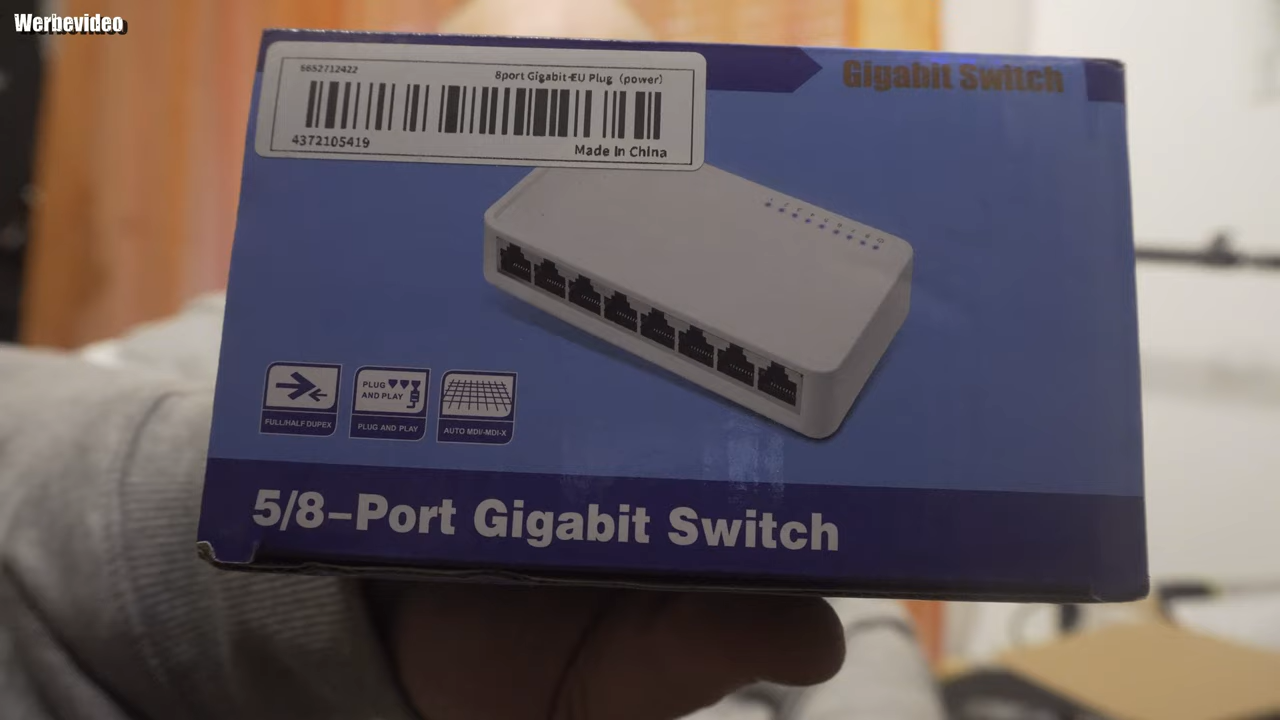 Werbevideo
6652712422
8port Gigabit-EU Plug (power)
4372105419
Made In China
Gigabit Switch
PLUG
AND PLAY
FULL/HALF DUPEX
PLUG AND PLAY
AUTO MDI/-MDI-X
5/8-Port Gigabit Switch